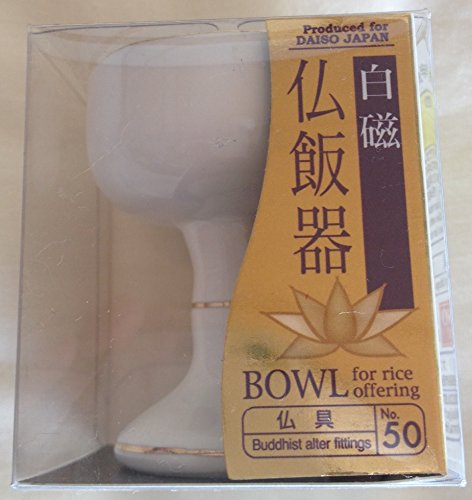 Produced for
DAISO JAPAN
白磁
仏飯器
BOWL for rice
offering
仏具
Buddhist alter fittings
No.
50